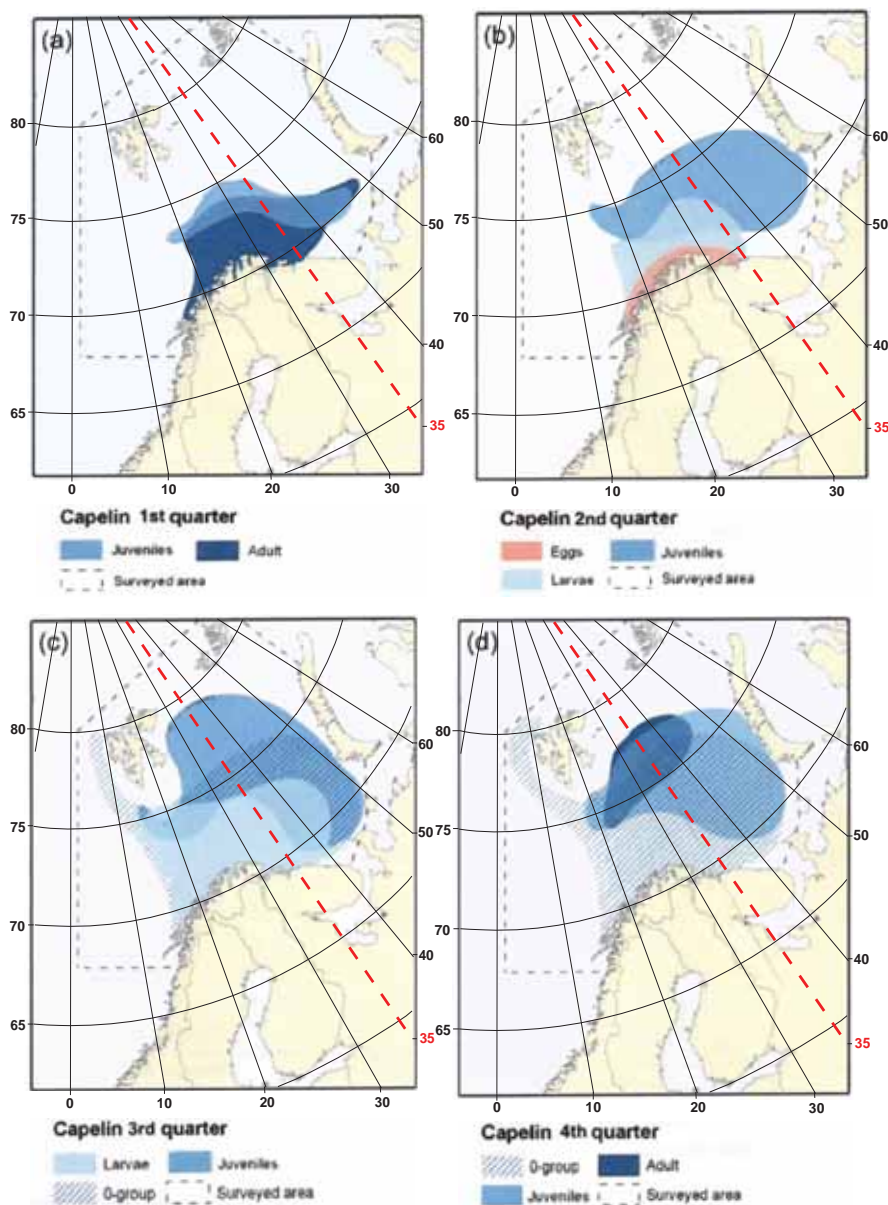 (a)
80
75
70
65
60
50
40
35
0
10
20
30
Capelin 1st quarter
Juveniles
Adult
Surveyed area
(b)
80
75
70
65
60
50
40
35
0
10
20
30
Capelin 2nd quarter
Eggs
Juveniles
Larvae
Surveyed area
(c)
80
75
70
65
60
50
40
35
0
10
20
30
Capelin 3rd quarter
Larvae
Juveniles
0-group
Surveyed area
(d)
80
75
70
65
60
50
40
35
0
10
20
30
Capelin 4th quarter
0-group
Adult
Juveniles
Surveyed area